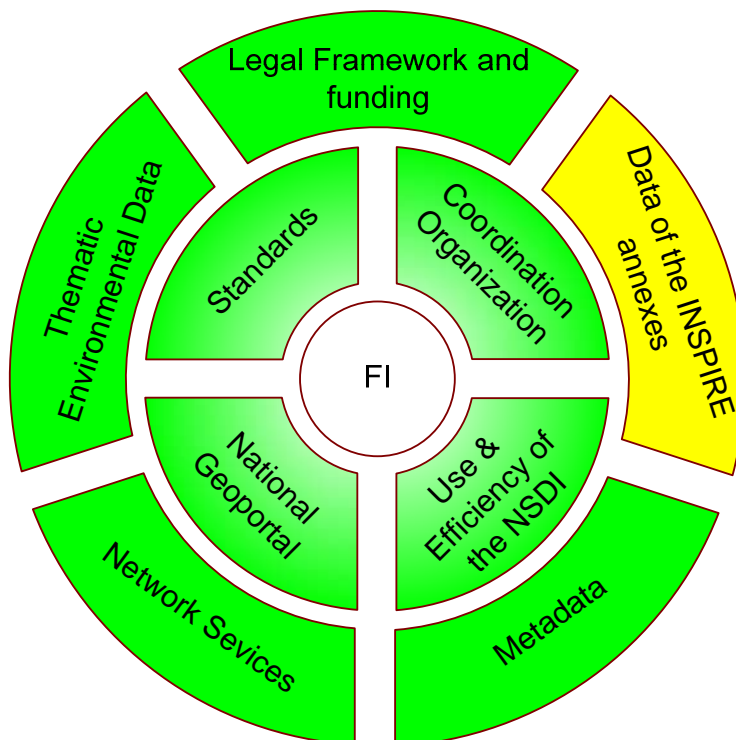 Legal Framework and
funding
Data of the INSPIRE
annexes
Metadata
Network Sevices
Thematic
Environmental Data
Standards
Coordination
Organization
Use &
Efficiency of
the NSDI
National
Geoportal
FI